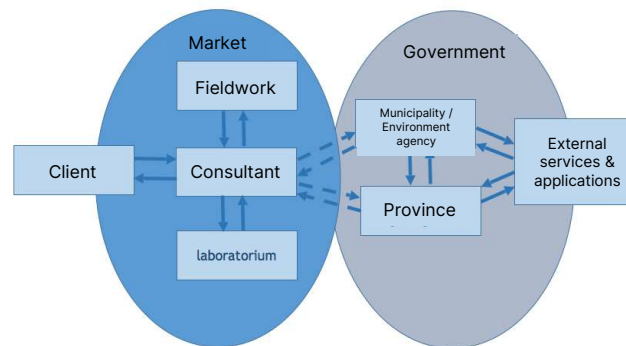 Market
Government
Fieldwork
Municipality /
Environment
agency
External
services &
applications
Client
Consultant
Province
laboratorium